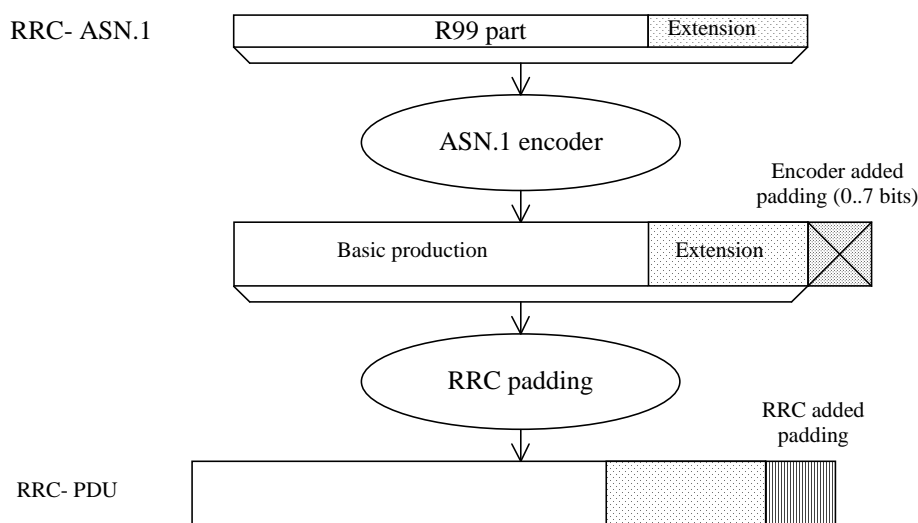 RRC- ASN.1
R99 part
Extension
ASN.1 encoder
Encoder added
padding (0..7 bits)
Basic production
Extension
RRC padding
RRC added
padding
RRC- PDU